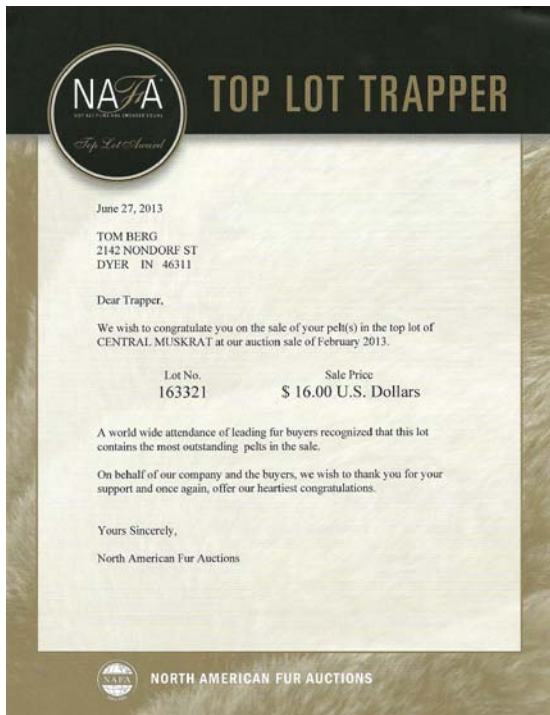 NAFA
TOP LOT TRAPPER
Top Lot Award
June 27, 2013
TOM BERG
2142 NONDORF ST
DYER IN 46311
Dear Trapper,
We wish to congratulate you on the sale of your pelt(s) in the top lot of
CENTRAL MUSKRAT at our auction sale of February 2013.
Lot No. Sale Price
163321 $ 16.00 U.S. Dollars
A world wide attendance of leading fur buyers recognized that this lot
contains the most outstanding pelts in the sale.
On behalf of our company and the buyers, we wish to thank you for your
support and once again, offer our heartiest congratulations.
Yours Sincerely,
North American Fur Auctions
NAFA
NORTH AMERICAN FUR AUCTIONS